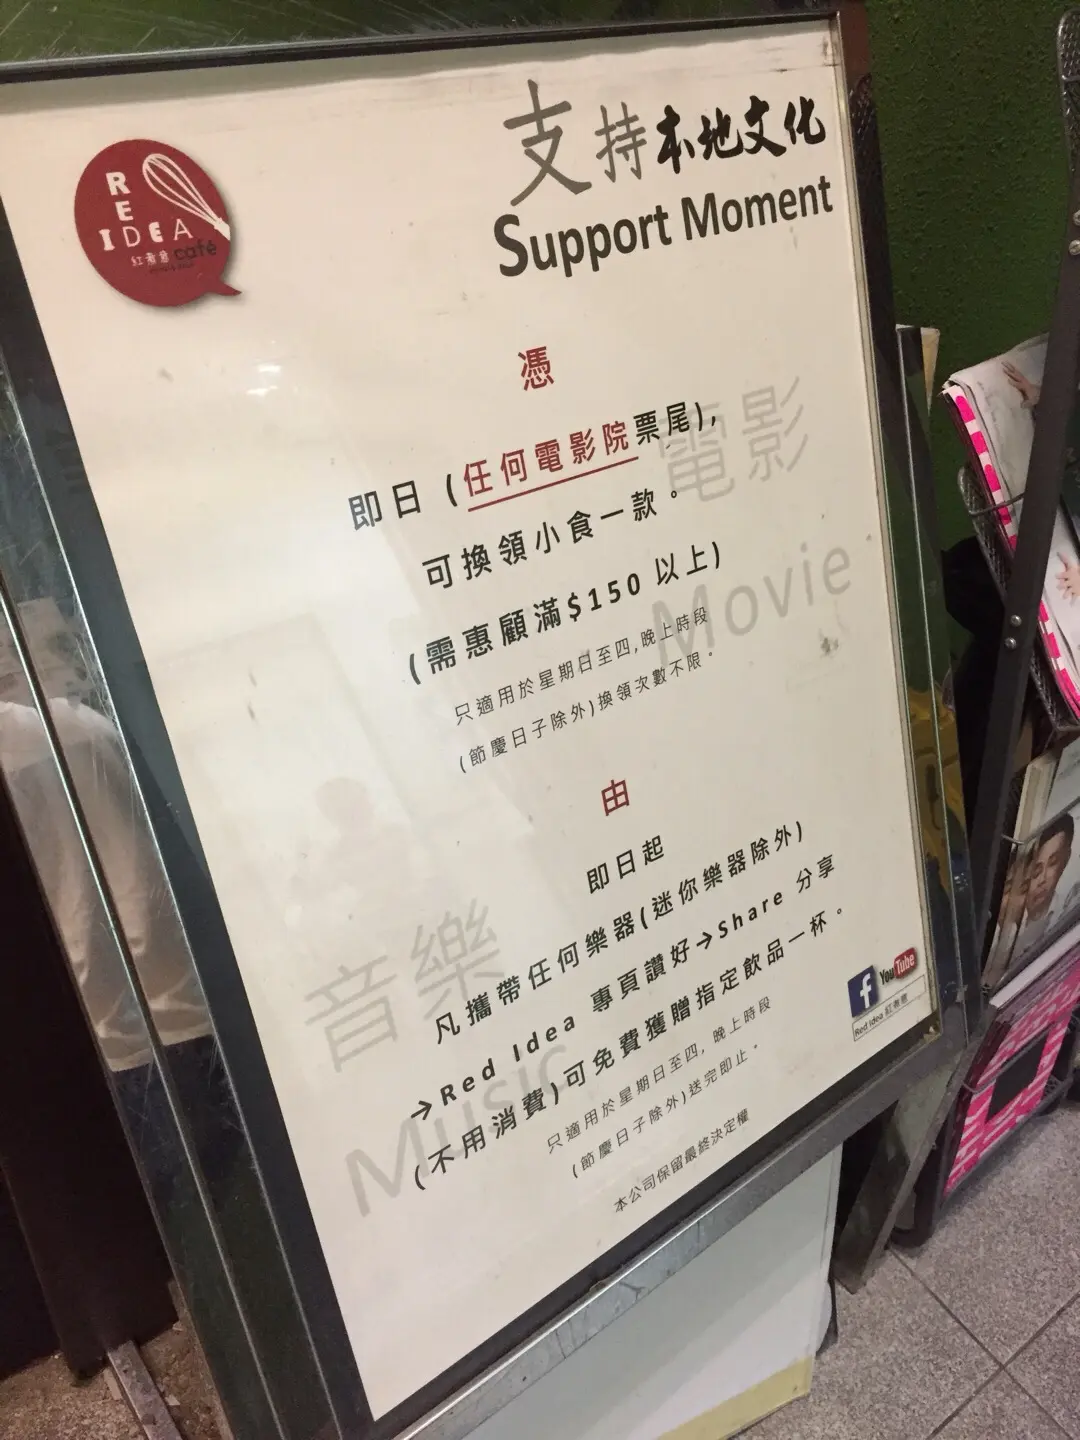 RED
IDEA
紅煮意 café
支持本地文化
Support Moment
憑
即日 (任何電影院票尾),
可換領小食一款。
(需惠顧滿$150 以上)
只適用於星期日至四,晚上時段
(節慶日子除外)換領次數不限。
電影
Movie
由
即日起
凡攜帶任何樂器(迷你樂器除外)
→Red Idea 專頁讚好→Share 分享
(不用消費)可免費獲贈指定飲品一杯。
只適用於星期日至四, 晚上時段
(節慶日子除外)送完即止。
本公司保留最終決定權
音樂
Music
f YouTube
Red Idea 紅煮意